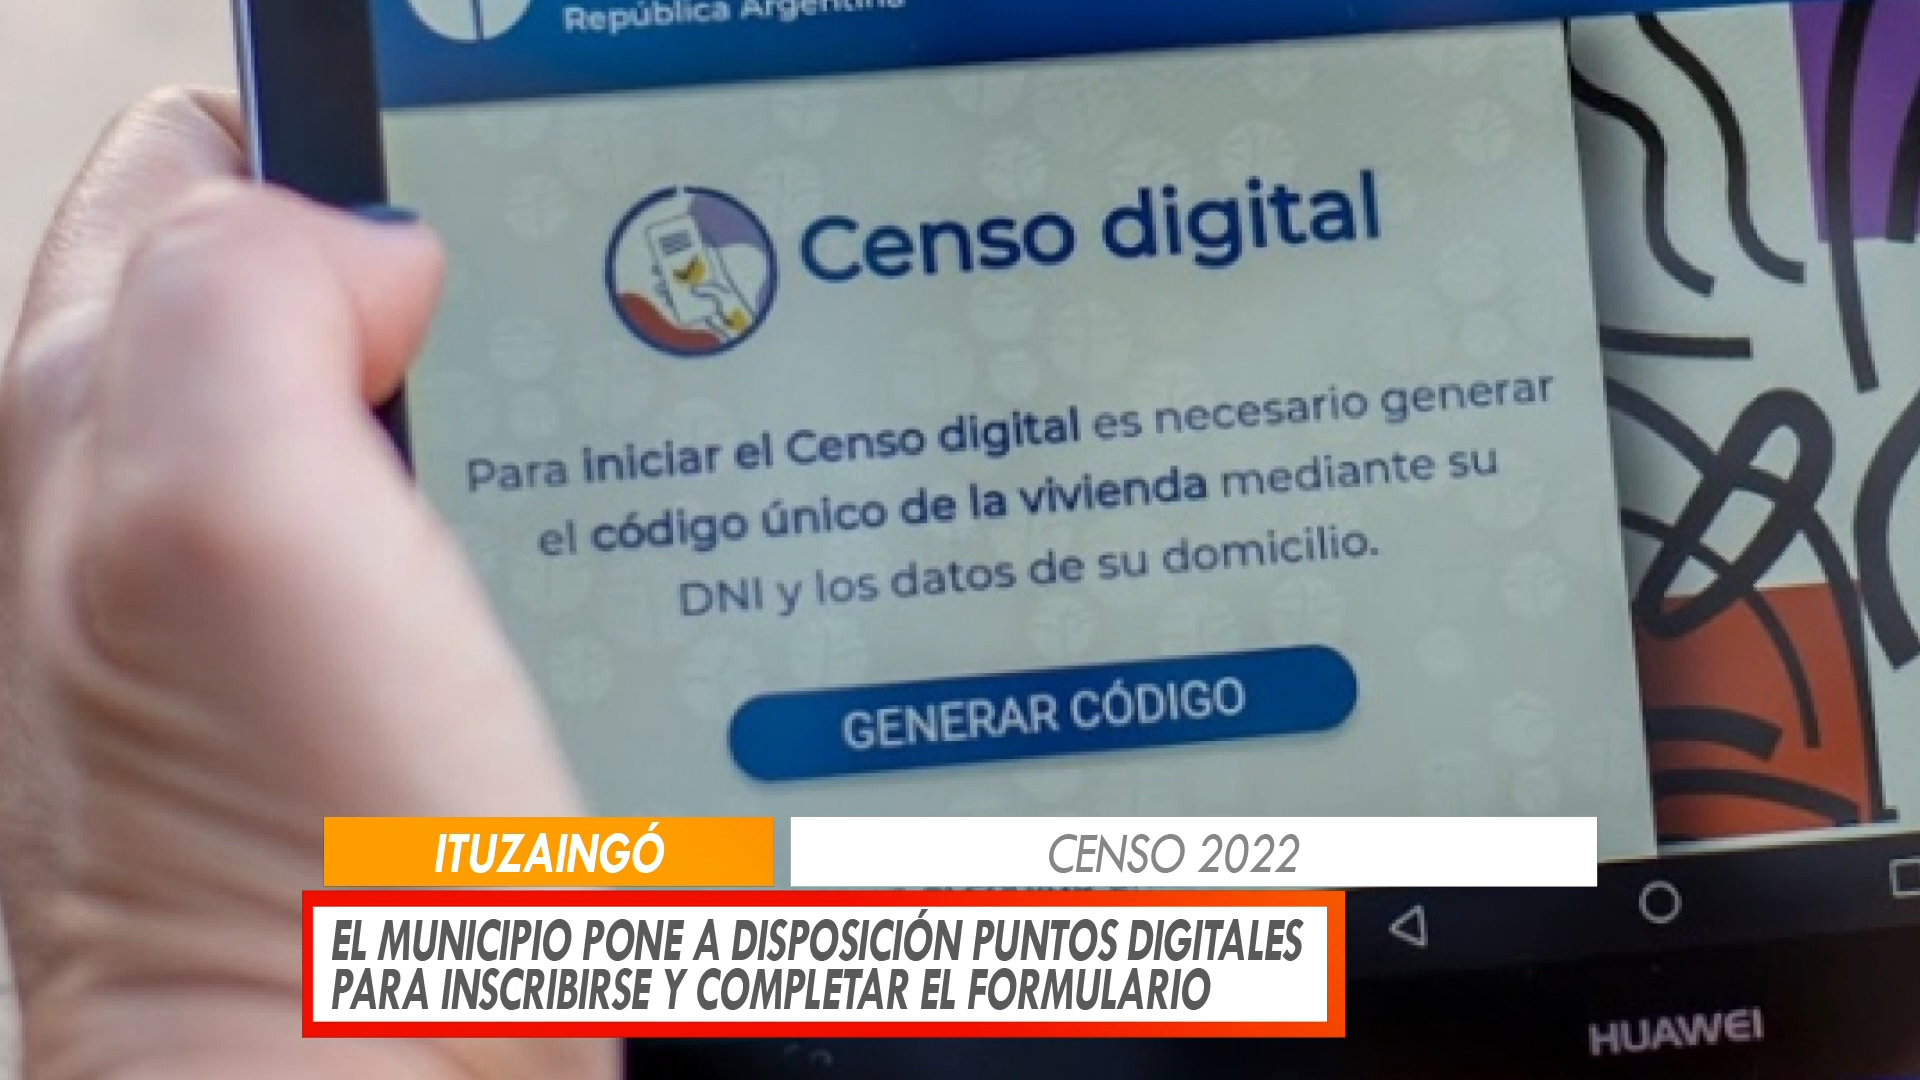 República Argentina
Censo digital
Para iniciar el Censo digital es necesario generar
el código único de la vivienda mediante su
DNI y los datos de su domicilio.
GENERAR CÓDIGO
ITUZAINGÓ
CENSO 2022
EL MUNICIPIO PONE A DISPOSICIÓN PUNTOS DIGITALES
PARA INSCRIBIRSE Y COMPLETAR EL FORMULARIO
HUAWEI